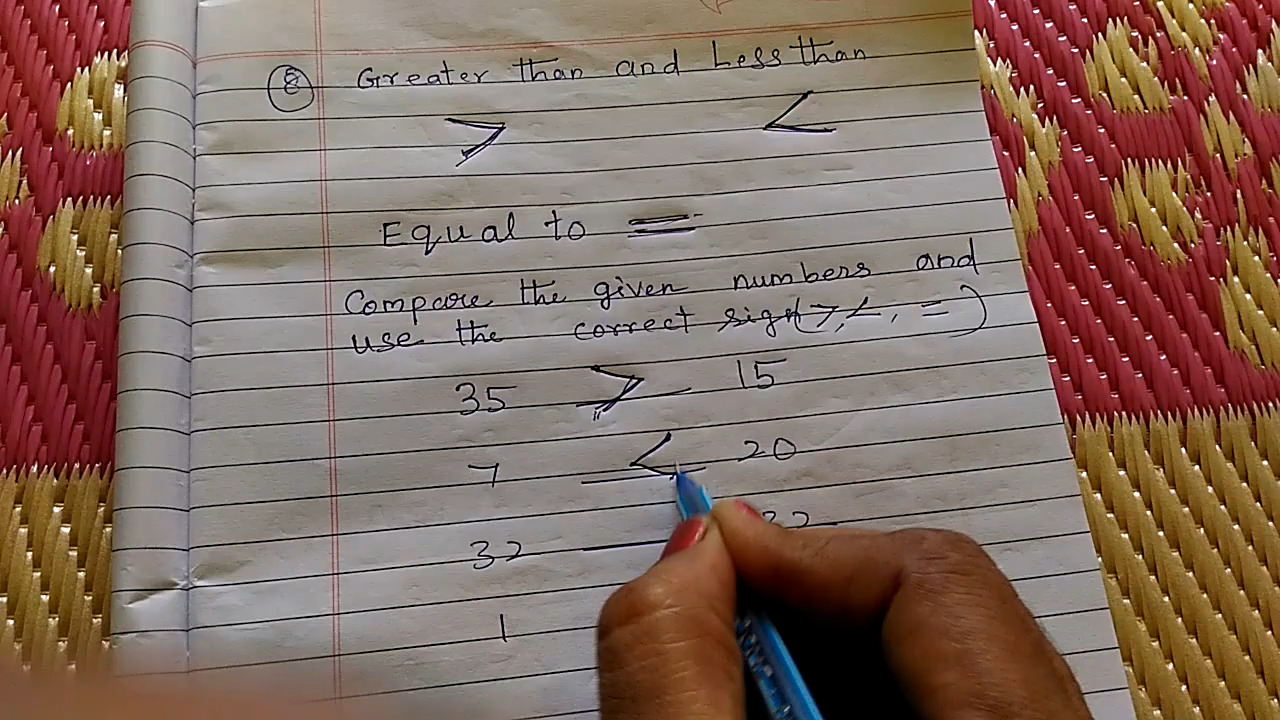 8 Greater than and Less than
> <
Equal to =
Compare the given numbers and
use the correct sign (>, <, =)
35 > 15
7 < 20
32
1